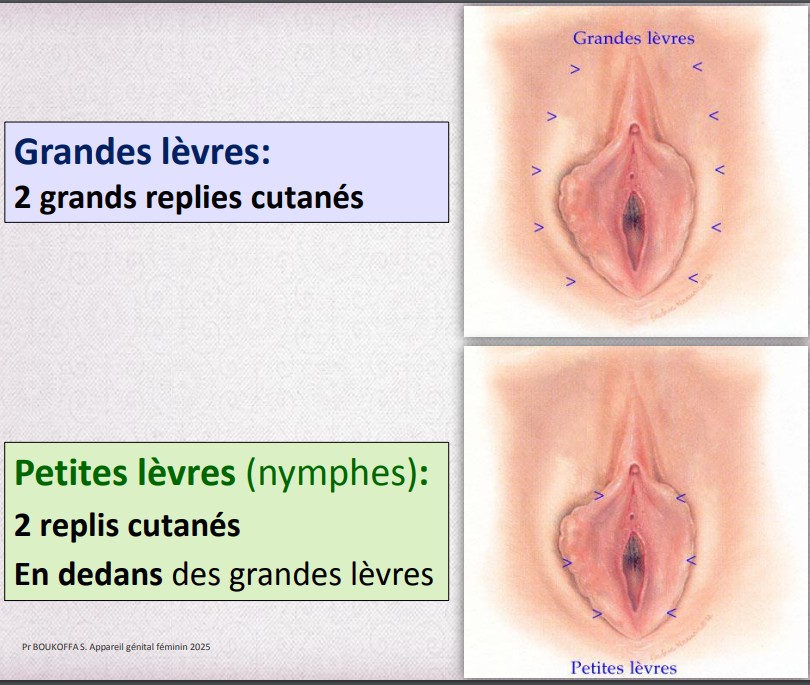 Grandes lèvres
> <
> <
> <
> <
> <
Grandes lèvres:
2 grands replies cutanés
Petites lèvres (nymphes):
2 replis cutanés
En dedans des grandes lèvres
> <
> <
> <
Petites lèvres
Pr BOUKOFFA S. Appareil génital féminin 2025